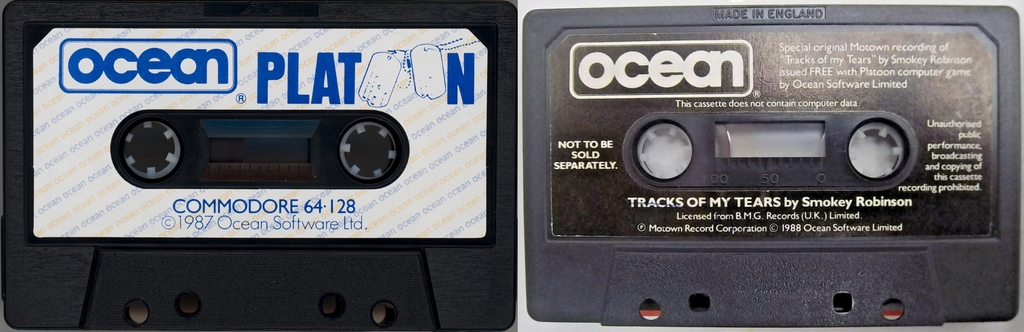 ocean
®
PLATOON
COMMODORE 64·128
©1987 Ocean Software Ltd.
MADE IN ENGLAND
ocean
®
Special original Motown recording of
"Tracks of my Tears" by Smokey Robinson
issued FREE with Platoon computer game
by Ocean Software Limited
This cassette does not contain computer data
NOT TO BE
SOLD
SEPARATELY.
Unauthorised
public
performance,
broadcasting
and copying of
this cassette
recording prohibited.
100 50 0
TRACKS OF MY TEARS by Smokey Robinson
Licensed from B.M.G. Records (U.K.) Limited.
℗ Motown Record Corporation © 1988 Ocean Software Limited